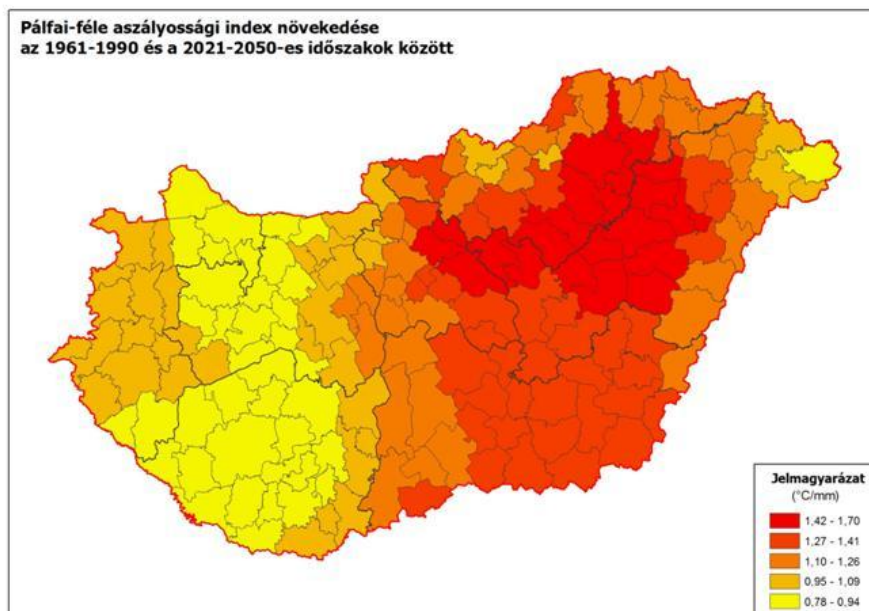 Pálfai-féle aszályossági index növekedése
az 1961-1990 és a 2021-2050-es időszakok között
Jelmagyarázat
(°C/mm)
1,42 - 1,70
1,27 - 1,41
1,10 - 1,26
0,95 - 1,09
0,78 - 0,94